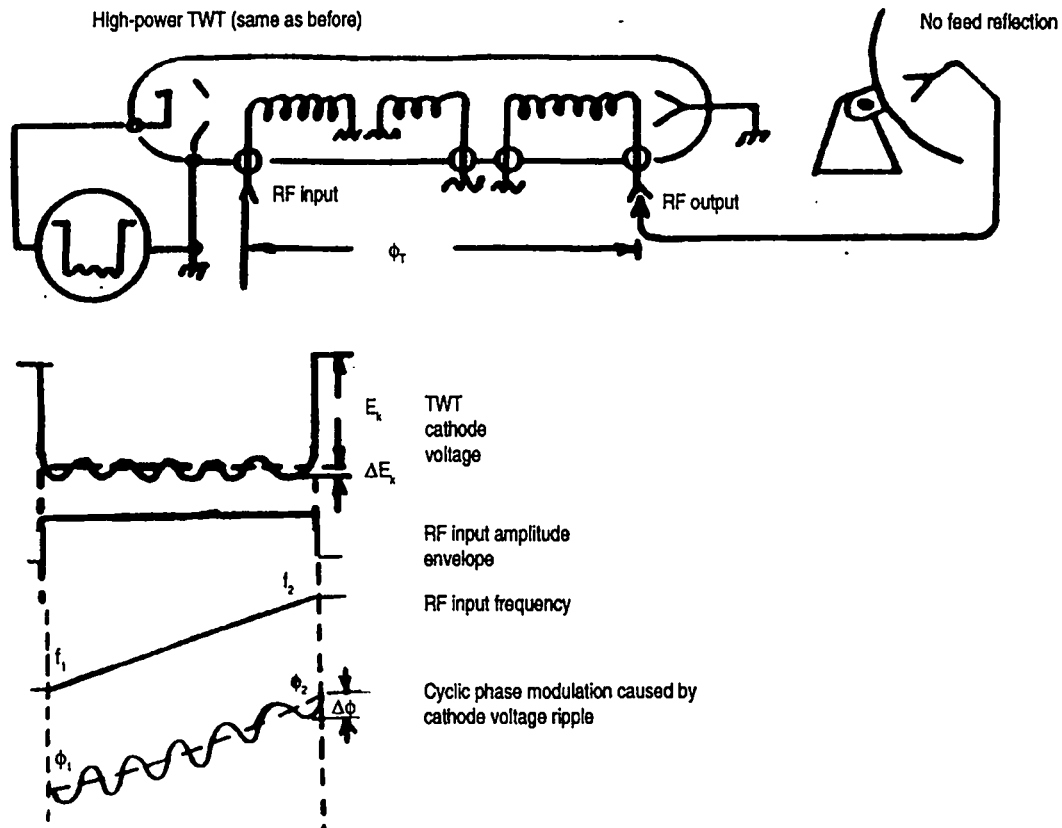 High-power TWT (same as before)
No feed reflection
RF input
RF output
ϕT
Ek
TWT
cathode
voltage
ΔEk
RF input amplitude
envelope
f2
RF input frequency
f1
ϕ2
Δϕ
Cyclic phase modulation caused by
cathode voltage ripple
ϕ1